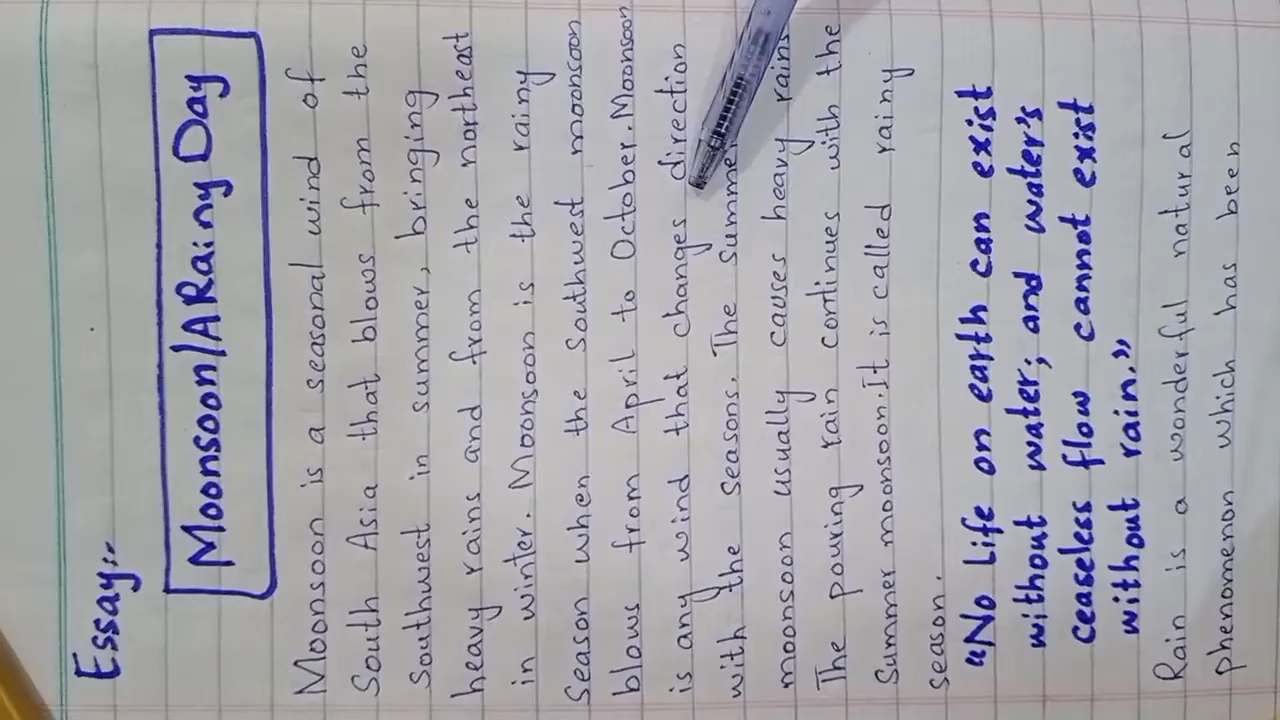 Essay:-
Moonsoon/A Rainy Day
Moonsoon is a seasonal wind of
South Asia that blows from the
southwest in summer, bringing
heavy rains and from the northeast
in winter. Moonsoon is the rainy
Season when the Southwest moonsoon
blows from April to October. Moonsoon
is any wind that changes direction
with the seasons. The summer
moonsoon usually causes heavy rains
The pouring rain continues with the
Summer moonsoon. It is called rainy
season.
"No life on earth can exist
without water; and water's
ceaseless flow cannot exist
without rain."
Rain is a wonderful natural
phenomenon which has been